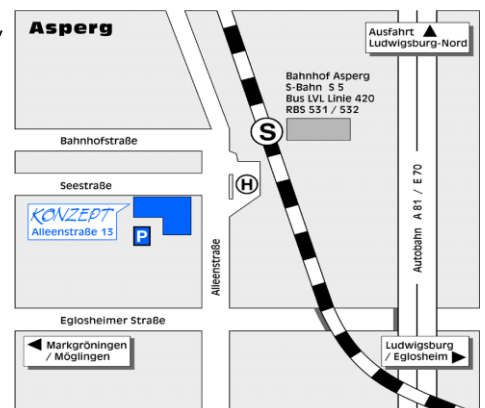 Asperg
Ausfahrt ▲
Ludwigsburg-Nord
Bahnhof Asperg
S-Bahn S 5
Bus LVL Linie 420
RBS 531 / 532
S
Bahnhofstraße
Seestraße
H
KONZEPT
Alleenstraße 13
P
Alleenstraße
Autobahn A 81 / E 70
Eglosheimer Straße
◀ Markgröningen
/ Möglingen
Ludwigsburg
/ Eglosheim ▶